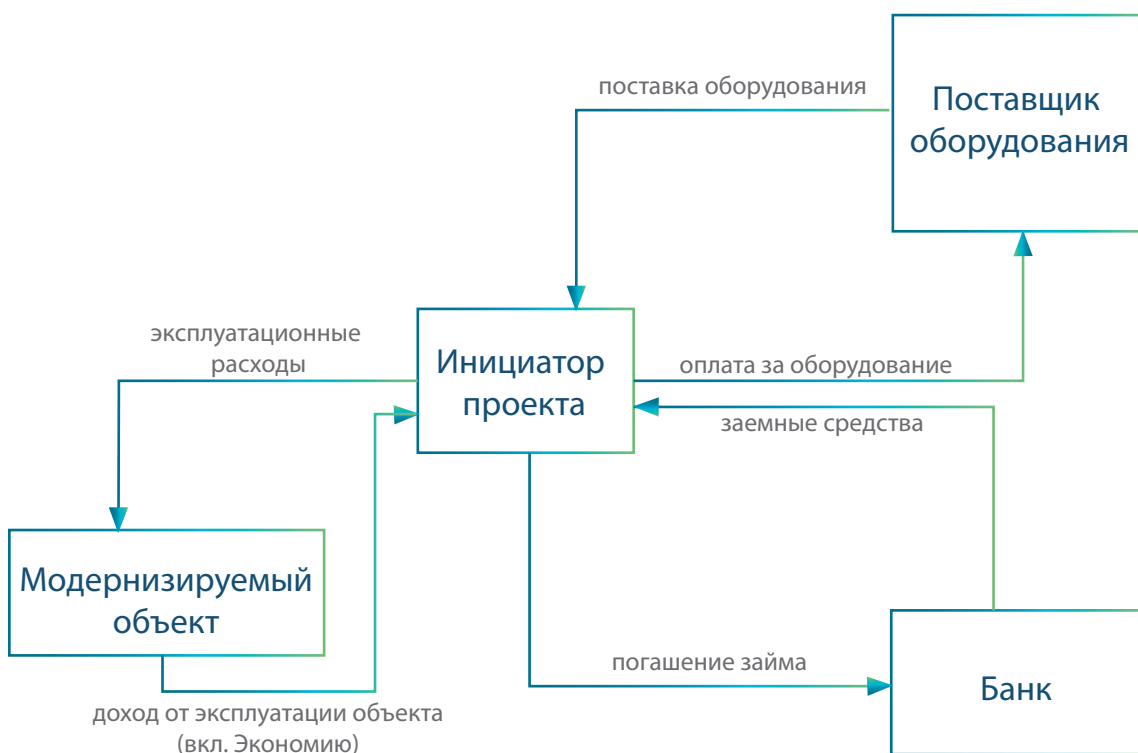 поставка оборудования
Поставщик
оборудования
эксплуатационные
расходы
Инициатор
проекта
оплата за оборудование
заемные средства
Модернизируемый
объект
погашение займа
Банк
доход от эксплуатации объекта
(вкл. Экономию)